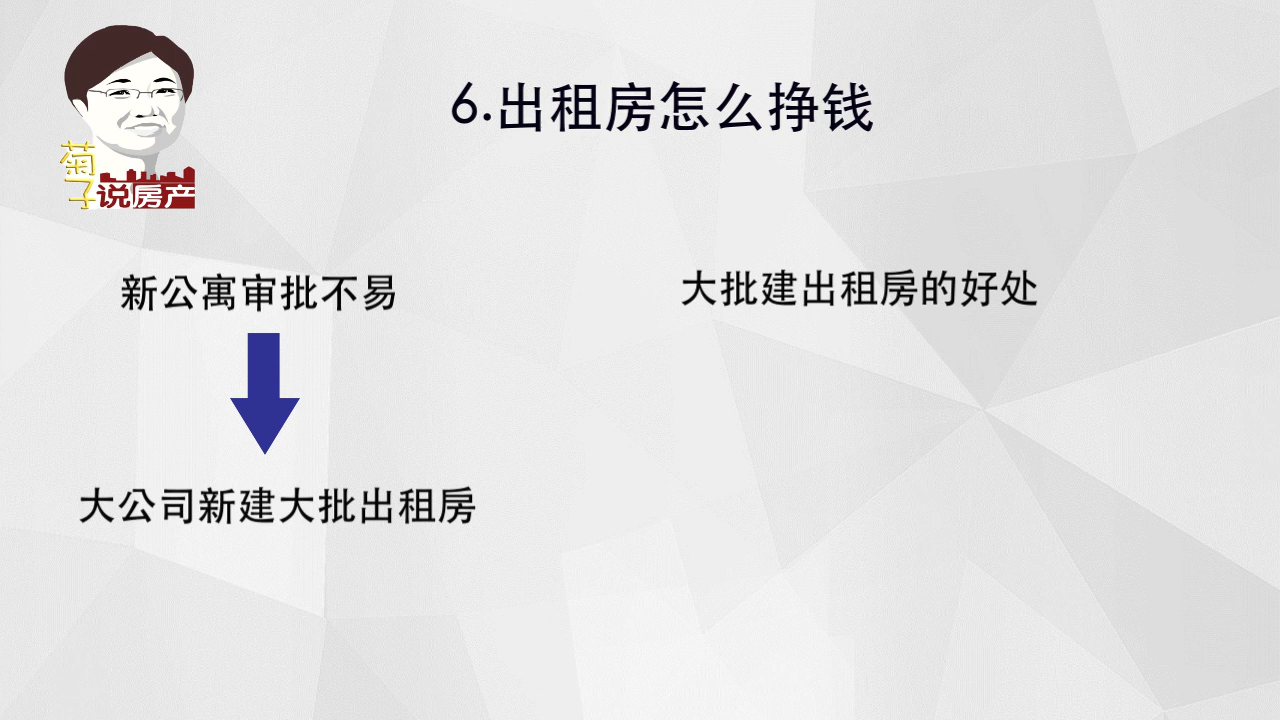 6.出租房怎么挣钱
菊子说房产
新公寓审批不易
大公司新建大批出租房
大批建出租房的好处